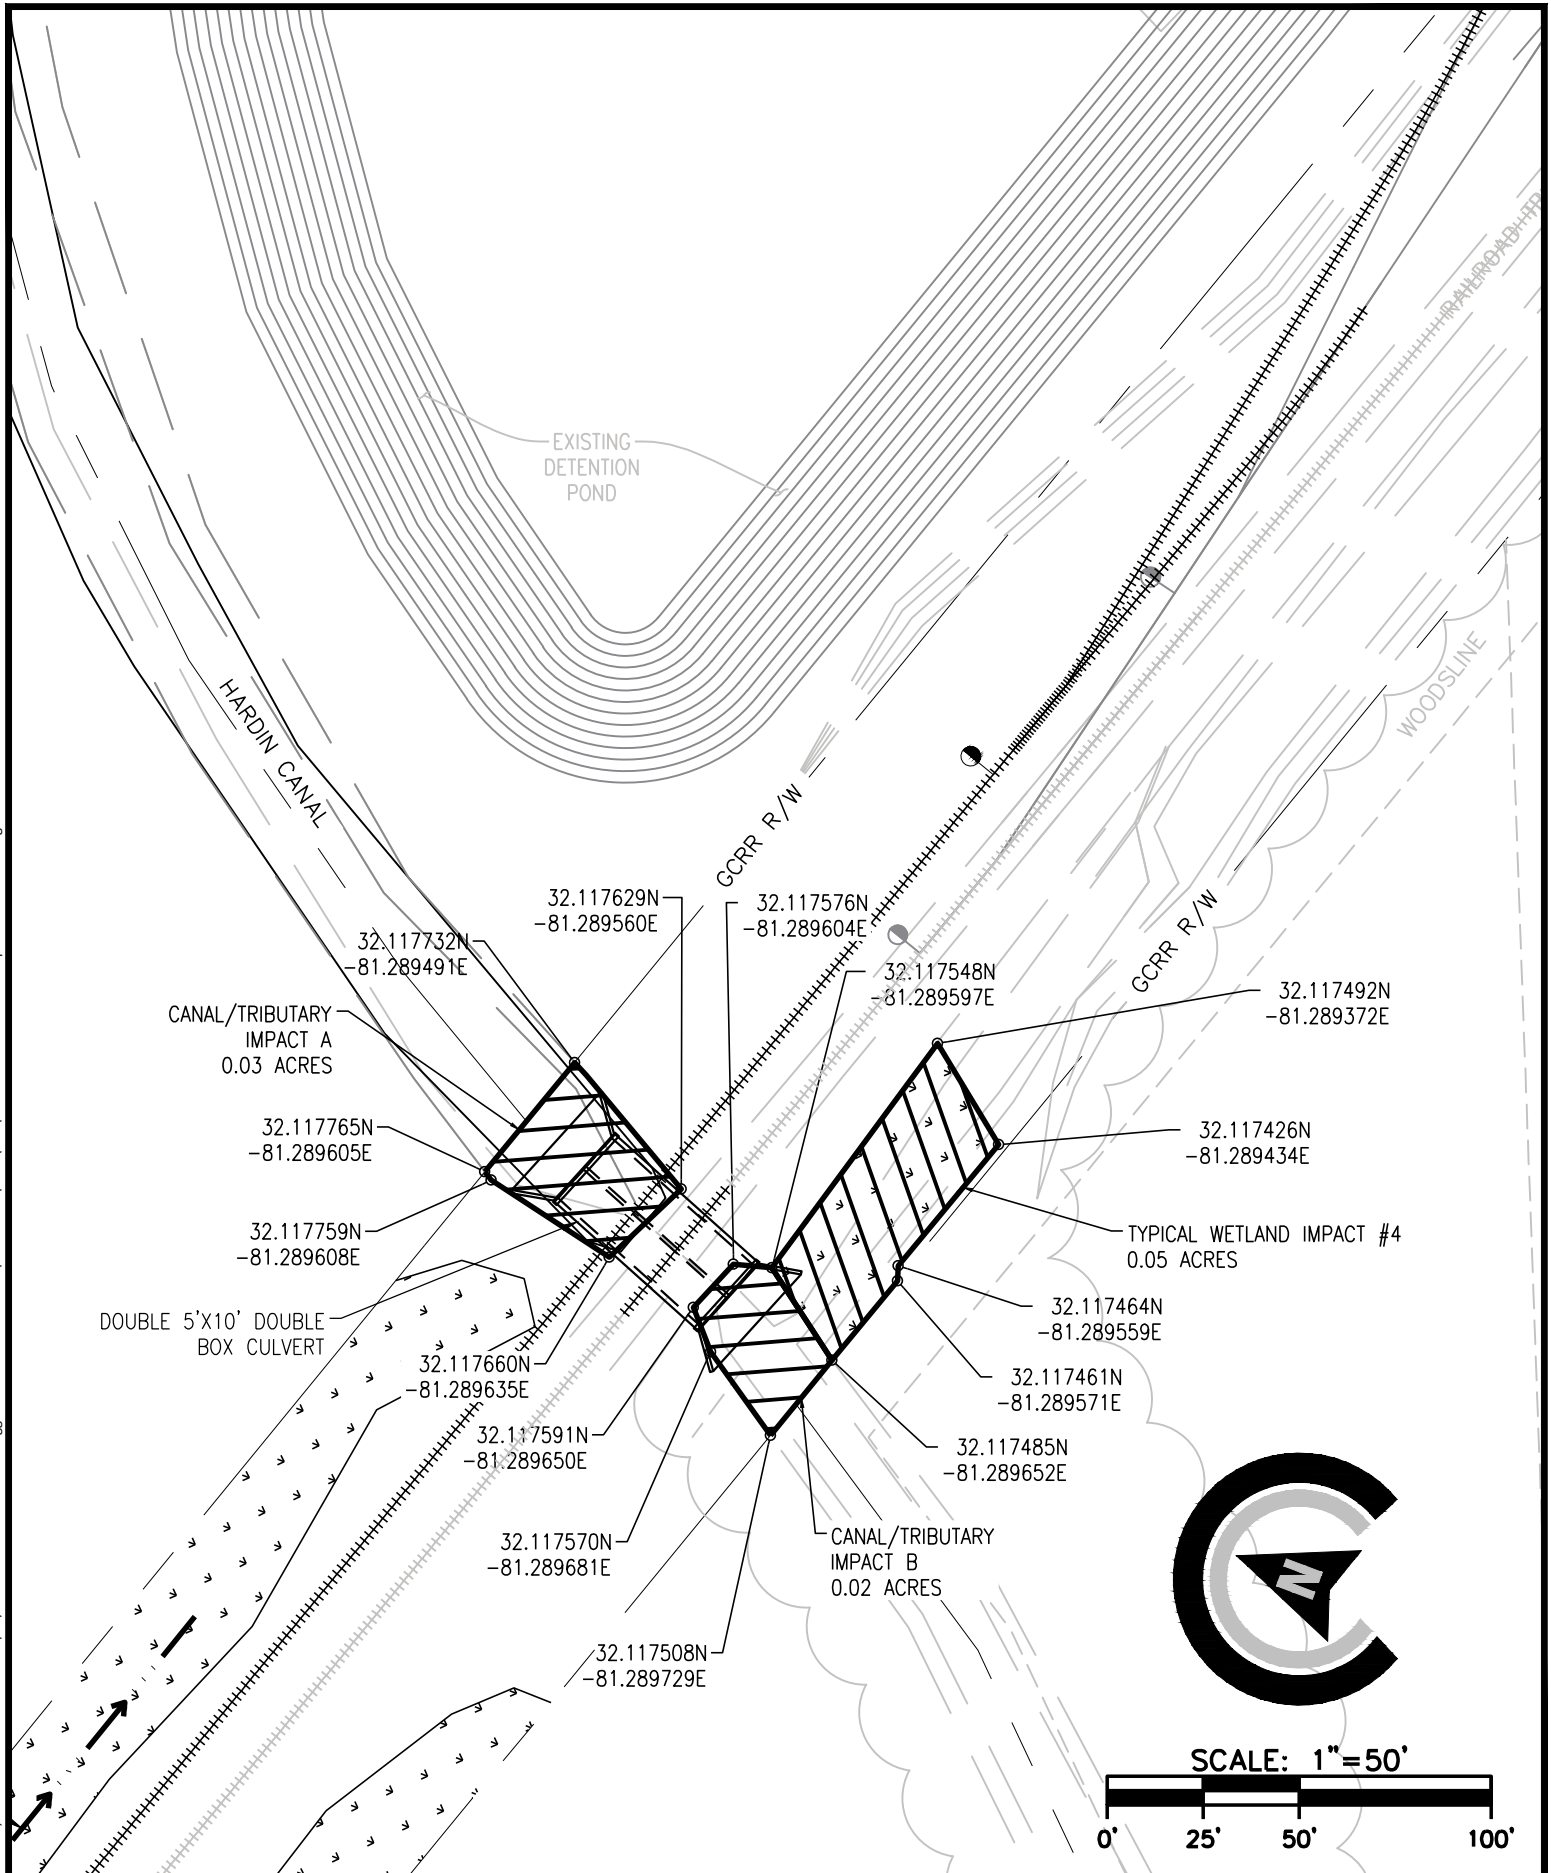 EXISTING
DETENTION
POND
RAILROAD
WOODSLINE
HARDIN CANAL
GCRR R/W
GCRR R/W
32.117629N
-81.289560E
32.117576N
-81.289604E
32.117732N
-81.289491E
32.117548N
-81.289597E
32.117492N
-81.289372E
CANAL/TRIBUTARY
IMPACT A
0.03 ACRES
32.117765N
-81.289605E
32.117426N
-81.289434E
32.117759N
-81.289608E
TYPICAL WETLAND IMPACT #4
0.05 ACRES
DOUBLE 5'X10' DOUBLE
BOX CULVERT
32.117464N
-81.289559E
32.117660N
-81.289635E
32.117461N
-81.289571E
32.117591N
-81.289650E
32.117485N
-81.289652E
32.117570N
-81.289681E
CANAL/TRIBUTARY
IMPACT B
0.02 ACRES
32.117508N
-81.289729E
N
SCALE: 1"=50'
0' 25' 50' 100'